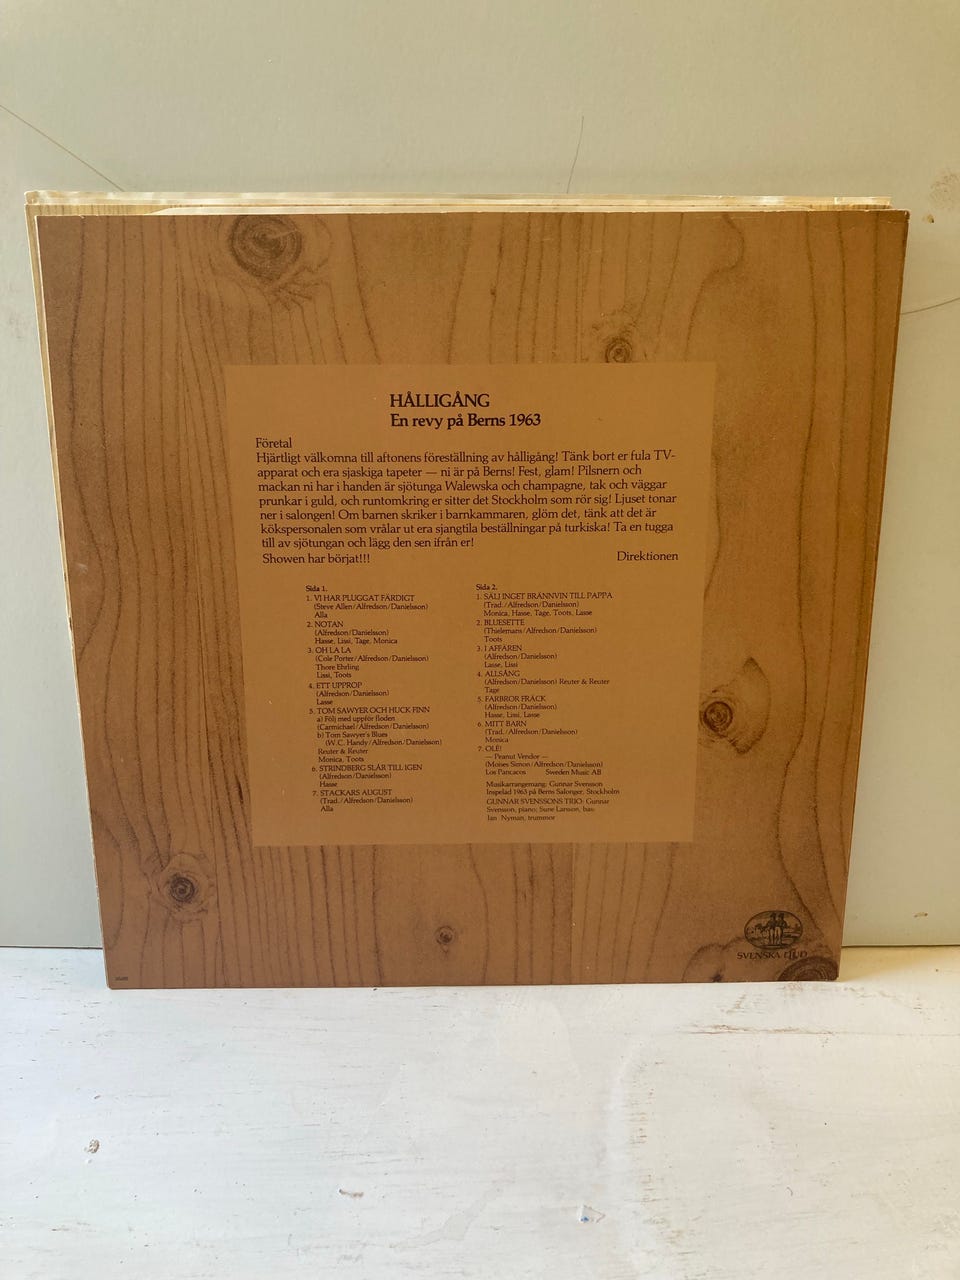 HÅLLIGÅNG
En revy på Berns 1963
Företal
Hjärtligt välkomna till aftonens föreställning av hålligång! Tänk bort er fula TV-
apparat och era sjaskiga tapeter — ni är på Berns! Fest, glam! Pilsnern och
mackan ni har i handen är sjötunga Walewska och champagne, tak och väggar
prunkar i guld, och runtomkring er sitter det Stockholm som rör sig! Ljuset tonar
ner i salongen! Om barnen skriker i barnkammaren, glöm det, tänk att det är
kökspersonalen som vrålar ut era sjangtila beställningar på turkiska! Ta en tugga
till av sjötungan och lägg den sen ifrån er!
Showen har börjat!!! Direktionen
Sida 1.
1. VI HAR PLUGGAT FÄRDIGT
(Steve Allen/Alfredson/Danielsson)
Alla
2. NOTAN
(Alfredson/Danielsson)
Hasse, Lissi, Tage, Monica
3. OH LA LA
(Cole Porter/Alfredson/Danielsson)
Thore Ehrling
Lissi, Toots
4. ETT UPPROP
(Alfredson/Danielsson)
Lasse
5. TOM SAWYER OCH HUCK FINN
a) Följ med uppför floden
(Carmichael/Alfredson/Danielsson)
b) Tom Sawyer's Blues
(W.C. Handy/Alfredson/Danielsson)
Reuter & Reuter
Monica, Toots
6. STRINDBERG SLÅR TILL IGEN
(Alfredson/Danielsson)
Hasse
7. STACKARS AUGUST
(Trad./Alfredson/Danielsson)
Alla
Sida 2.
1. SÄLJ INGET BRÄNNVIN TILL PAPPA
(Trad./Alfredson/Danielsson)
Monica, Hasse, Tage, Toots, Lasse
2. BLUESETTE
(Thielemans/Alfredson/Danielsson)
Toots
3. I AFFÄREN
(Alfredson/Danielsson)
Lasse, Lissi
4. ALLSÅNG
(Alfredson/Danielsson) Reuter & Reuter
Tage
5. FARBROR FRÄCK
(Alfredson/Danielsson)
Hasse, Lissi, Lasse
6. MITT BARN
(Trad./Alfredson/Danielsson)
Monica
7. OLÉ!
— Peanut Vendor —
(Moises Simon/Alfredson/Danielsson)
Los Pancacos Sweden Music AB
Musikarrangemang: Gunnar Svensson
Inspelad 1963 på Berns Salonger, Stockholm
GUNNAR SVENSSONS TRIO: Gunnar
Svensson, piano; Sune Larsson, bas;
Jan Nyman, trummor
SVENSKA LJUD